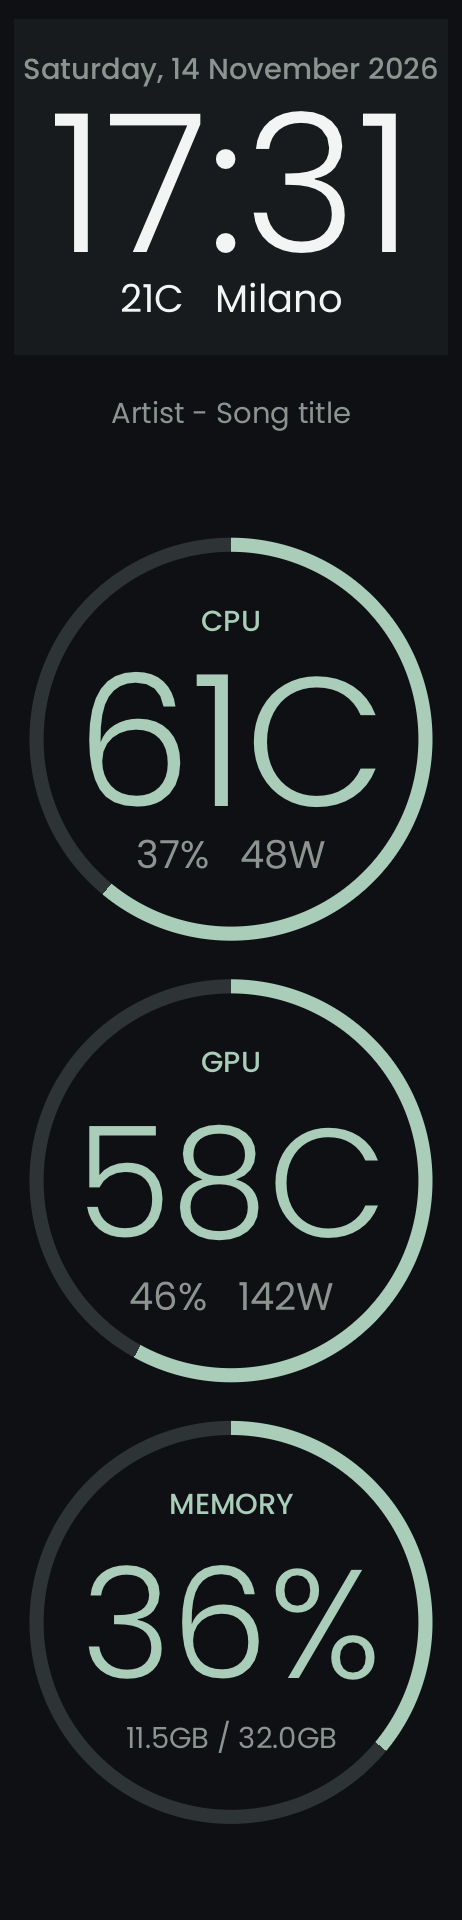 Saturday, 14 November 2026
17:31
21C Milano
Artist - Song title
CPU
61C
37% 48W
GPU
58C
46% 142W
MEMORY
36%
11.5GB / 32.0GB